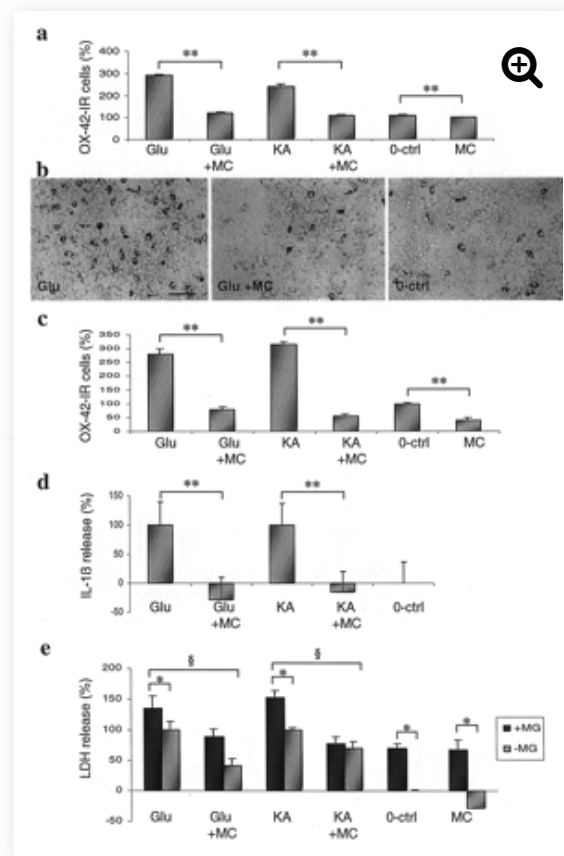 a
OX-42-IR cells (%)
400
300
200
100
0
**
**
**
Glu
Glu +MC
KA
KA +MC
0-ctrl
MC
b
Glu
Glu +MC
0-ctrl
c
OX-42-IR cells (%)
350
300
250
200
150
100
50
0
**
**
**
Glu
Glu +MC
KA
KA +MC
0-ctrl
MC
d
IL-1ß release (%)
150
100
50
0
-50
**
**
Glu
Glu +MC
KA
KA +MC
0-ctrl
e
LDH release (%)
200
150
100
50
0
-50
§
§
*
*
*
*
+MG
-MG
Glu
Glu +MC
KA
KA +MC
0-ctrl
MC